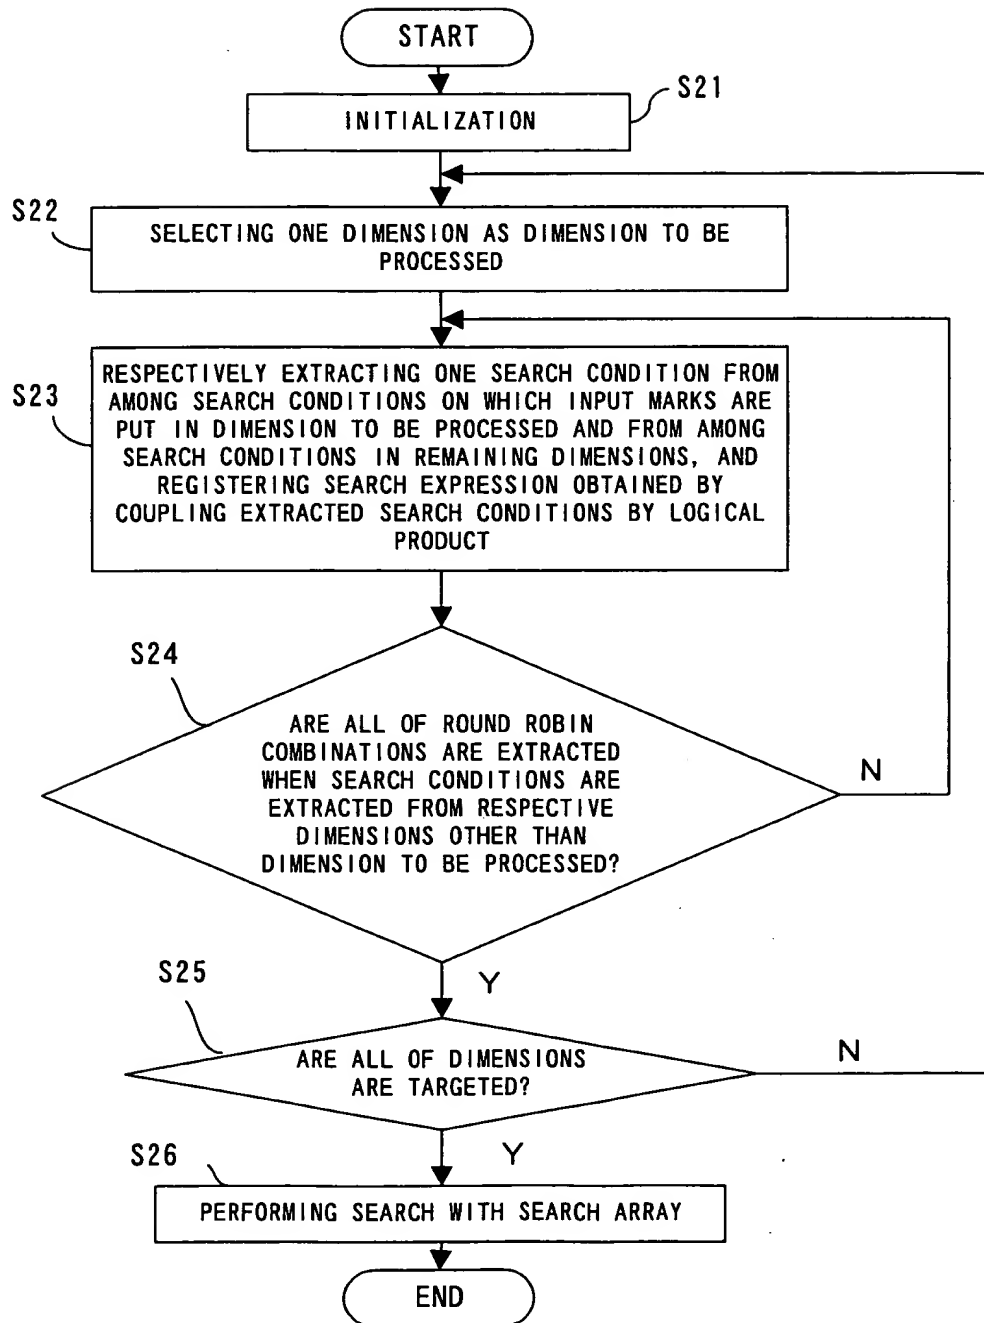 START
S21
INITIALIZATION
S22
SELECTING ONE DIMENSION AS DIMENSION TO BE
PROCESSED
S23
RESPECTIVELY EXTRACTING ONE SEARCH CONDITION FROM
AMONG SEARCH CONDITIONS ON WHICH INPUT MARKS ARE
PUT IN DIMENSION TO BE PROCESSED AND FROM AMONG
SEARCH CONDITIONS IN REMAINING DIMENSIONS, AND
REGISTERING SEARCH EXPRESSION OBTAINED BY
COUPLING EXTRACTED SEARCH CONDITIONS BY LOGICAL
PRODUCT
S24
ARE ALL OF ROUND ROBIN
COMBINATIONS ARE EXTRACTED
WHEN SEARCH CONDITIONS ARE
EXTRACTED FROM RESPECTIVE
DIMENSIONS OTHER THAN
DIMENSION TO BE PROCESSED?
N
Y
S25
ARE ALL OF DIMENSIONS
ARE TARGETED?
N
Y
S26
PERFORMING SEARCH WITH SEARCH ARRAY
END